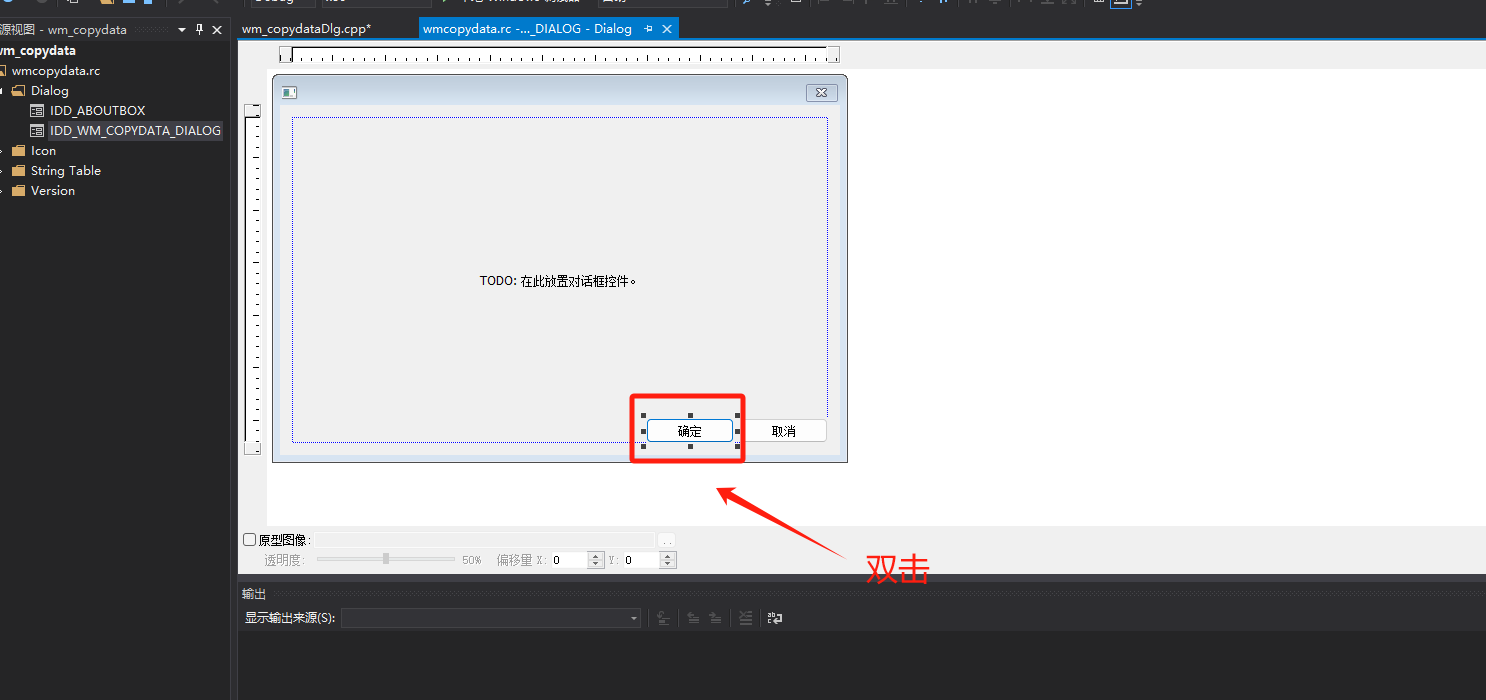 源视图 - wm_copydata
wm_copydataDlg.cpp*
wmcopydata.rc -..._DIALOG - Dialog
wm_copydata
wmcopydata.rc
Dialog
IDD_ABOUTBOX
IDD_WM_COPYDATA_DIALOG
Icon
String Table
Version
TODO: 在此放置对话框控件。
确定
取消
双击
原型图像:
透明度:
50%
偏移量 X:
0
Y:
0
输出
显示输出来源(S):